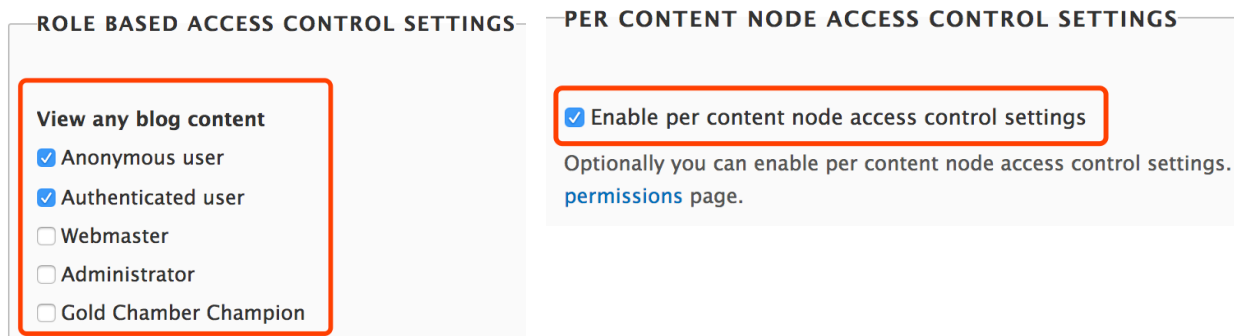 ROLE BASED ACCESS CONTROL SETTINGS
View any blog content
Anonymous user
Authenticated user
Webmaster
Administrator
Gold Chamber Champion
PER CONTENT NODE ACCESS CONTROL SETTINGS
Enable per content node access control settings
Optionally you can enable per content node access control settings.
permissions page.